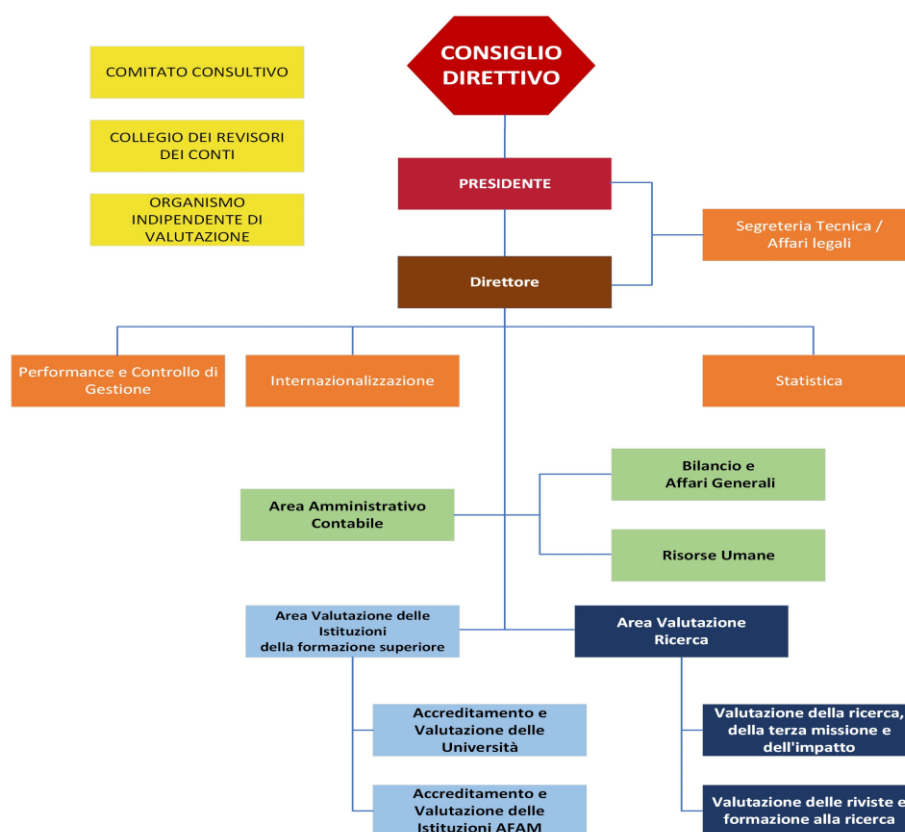 CONSIGLIO
DIRETTIVO
COMITATO CONSULTIVO
COLLEGIO DEI REVISORI
DEI CONTI
ORGANISMO
INDIPENDENTE DI
VALUTAZIONE
PRESIDENTE
Segreteria Tecnica /
Affari legali
Direttore
Performance e Controllo di
Gestione
Internazionalizzazione
Statistica
Bilancio e
Affari Generali
Area Amministrativo
Contabile
Risorse Umane
Area Valutazione delle
Istituzioni
della formazione superiore
Area Valutazione
Ricerca
Accreditamento e
Valutazione delle
Università
Valutazione della ricerca,
della terza missione e
dell'impatto
Accreditamento e
Valutazione delle
Istituzioni AFAM
Valutazione delle riviste e
formazione alla ricerca